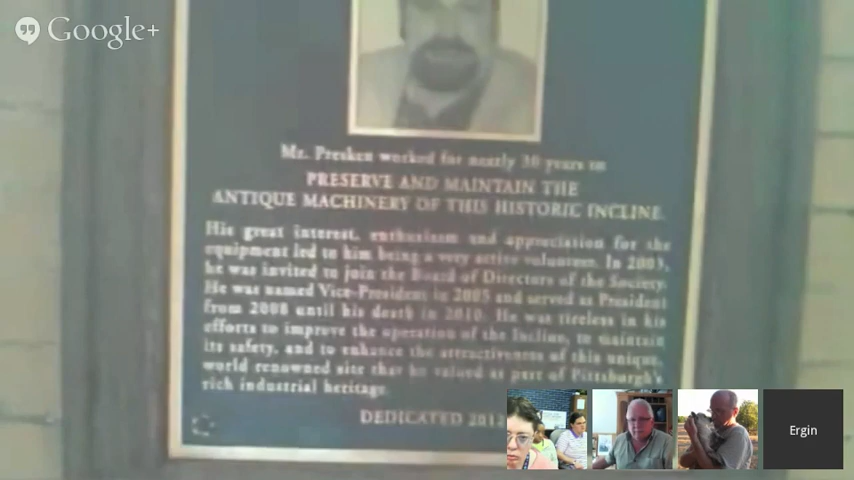 Google+
Mr. Presken worked for nearly 30 years to
PRESERVE AND MAINTAIN THE
ANTIQUE MACHINERY OF THIS HISTORIC INCLINE.
His great interest, enthusiasm and appreciation for the
equipment led to him being a very active volunteer. In 2003,
he was invited to join the Board of Directors of the Society.
He was named Vice-President in 2005 and served as President
from 2008 until his death in 2010. He was tireless in his
efforts to improve the operation of the Incline, to maintain
its safety, and to enhance the attractiveness of this unique,
world renowned site that he valued as part of Pittsburgh's
rich industrial heritage.
DEDICATED 2012
Ergin